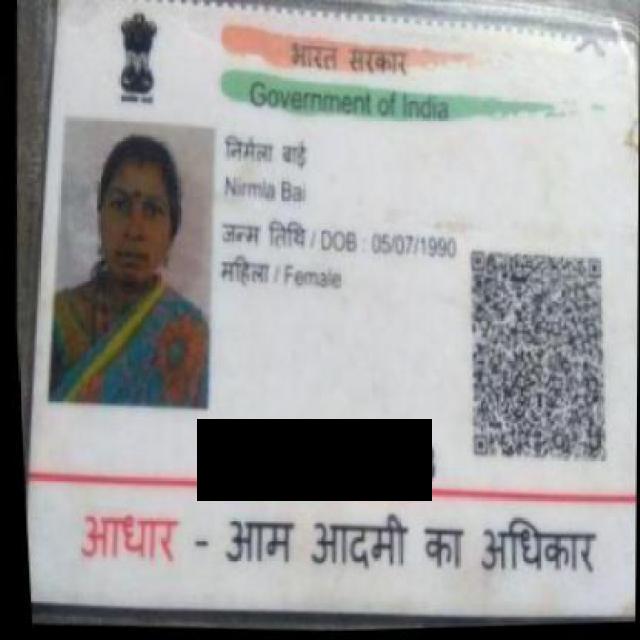 भारत सरकार
Government of India
निर्मला बाई
Nirmla Bai
जन्म तिथि / DOB : 05/07/1990
महिला / Female
आधार - आम आदमी का अधिकार